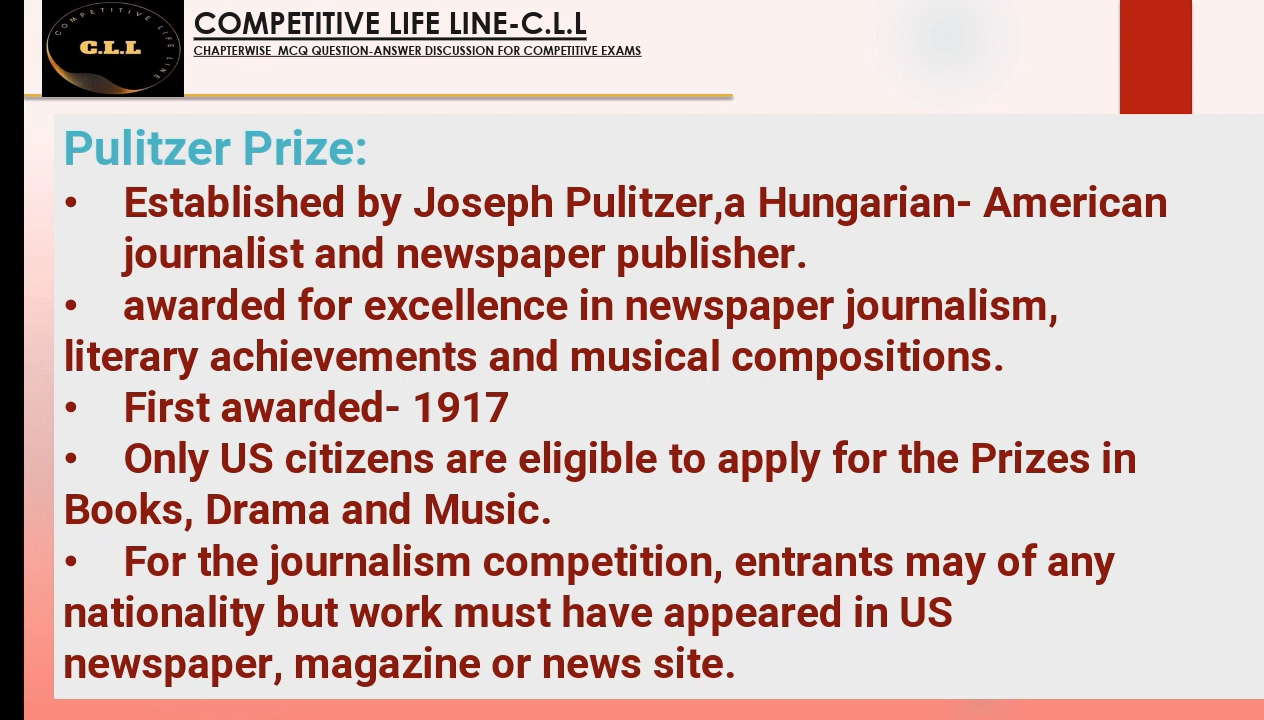 COMPETITIVE LIFE LINE
C.L.L
COMPETITIVE LIFE LINE-C.L.L
CHAPTERWISE MCQ QUESTION-ANSWER DISCUSSION FOR COMPETITIVE EXAMS
Pulitzer Prize:
• Established by Joseph Pulitzer,a Hungarian- American
journalist and newspaper publisher.
• awarded for excellence in newspaper journalism,
literary achievements and musical compositions.
• First awarded- 1917
• Only US citizens are eligible to apply for the Prizes in
Books, Drama and Music.
• For the journalism competition, entrants may of any
nationality but work must have appeared in US
newspaper, magazine or news site.